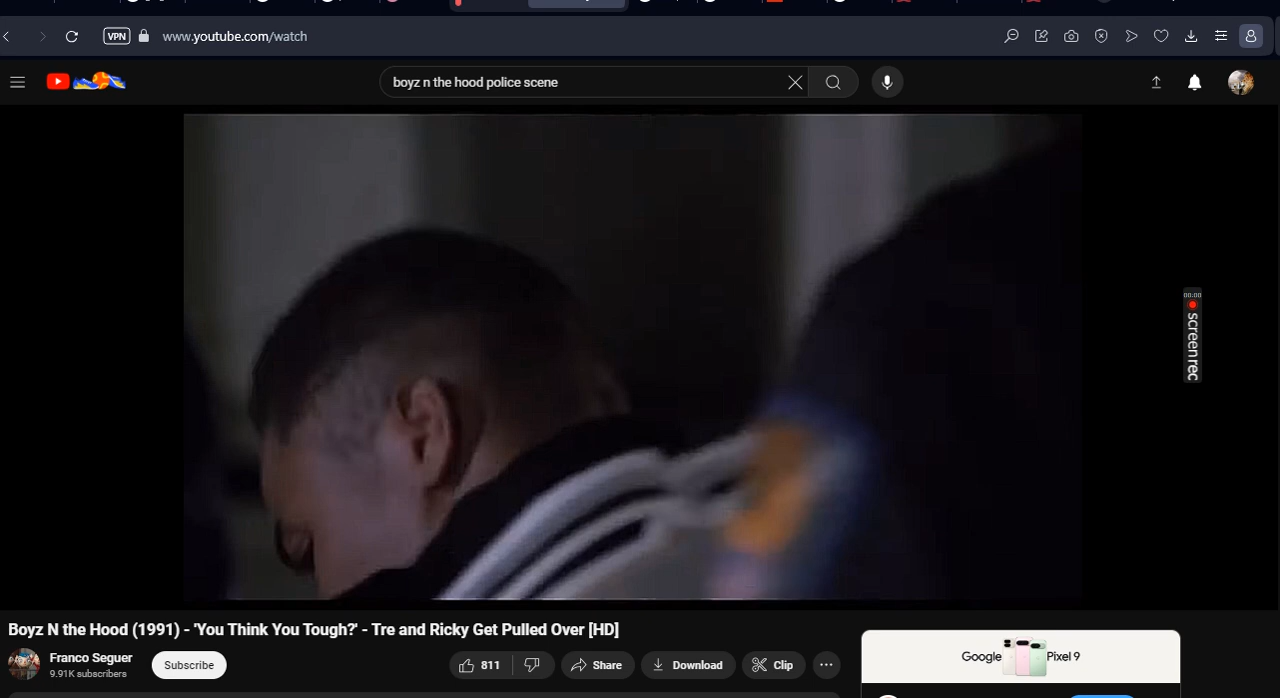 VPN
www.youtube.com/watch
boyz n the hood police scene
00:00
screenrec
Boyz N the Hood (1991) - 'You Think You Tough?' - Tre and Ricky Get Pulled Over [HD]
Franco Seguer
9.91K subscribers
Subscribe
811
Share
Download
Clip
Google Pixel 9